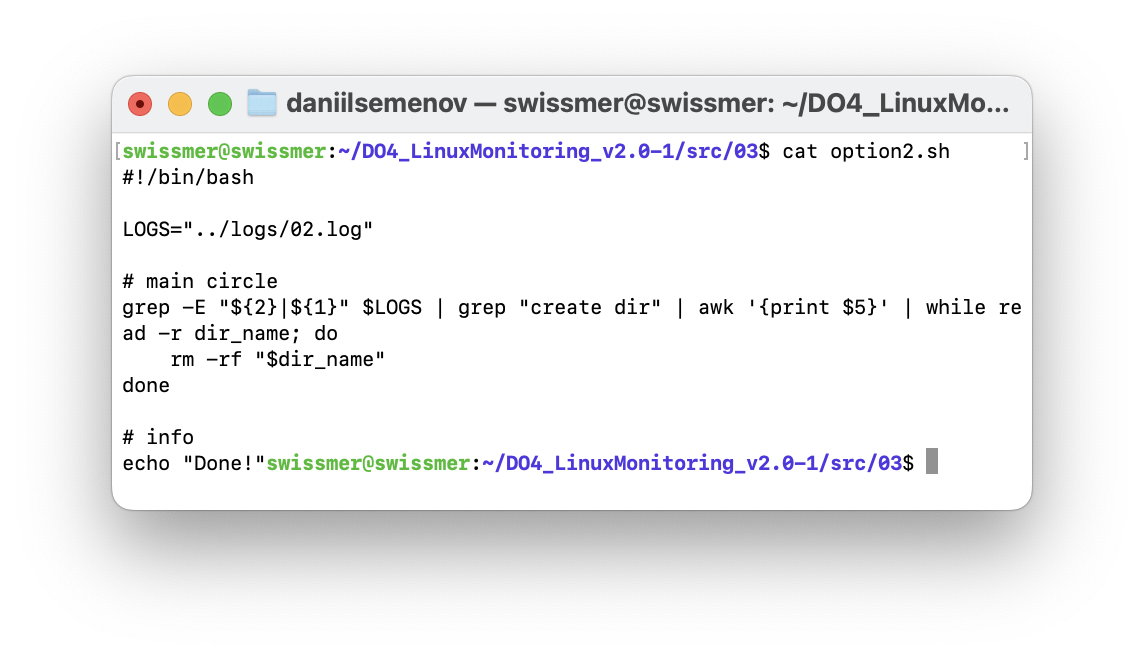 daniilsemenov — swissmer@swissmer: ~/DO4_LinuxMo...
[swissmer@swissmer:~/DO4_LinuxMonitoring_v2.0-1/src/03$ cat option2.sh ]
#!/bin/bash
LOGS="../logs/02.log"
# main circle
grep -E "${2}|${1}" $LOGS | grep "create dir" | awk '{print $5}' | while re
ad -r dir_name; do
    rm -rf "$dir_name"
done
# info
echo "Done!"swissmer@swissmer:~/DO4_LinuxMonitoring_v2.0-1/src/03$